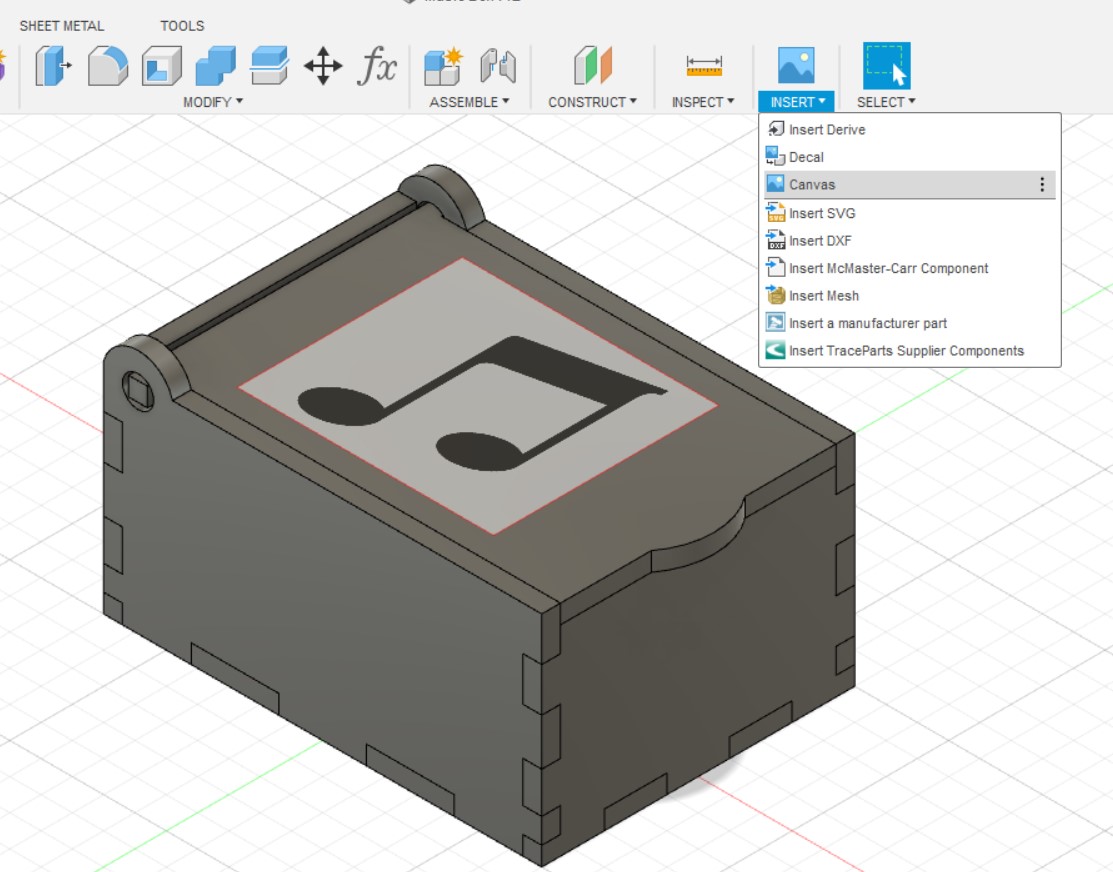 SHEET METAL
TOOLS
fx
MODIFY
ASSEMBLE
CONSTRUCT
INSPECT
INSERT
SELECT
Insert Derive
Decal
Canvas
Insert SVG
Insert DXF
Insert McMaster-Carr Component
Insert Mesh
Insert a manufacturer part
Insert TraceParts Supplier Components